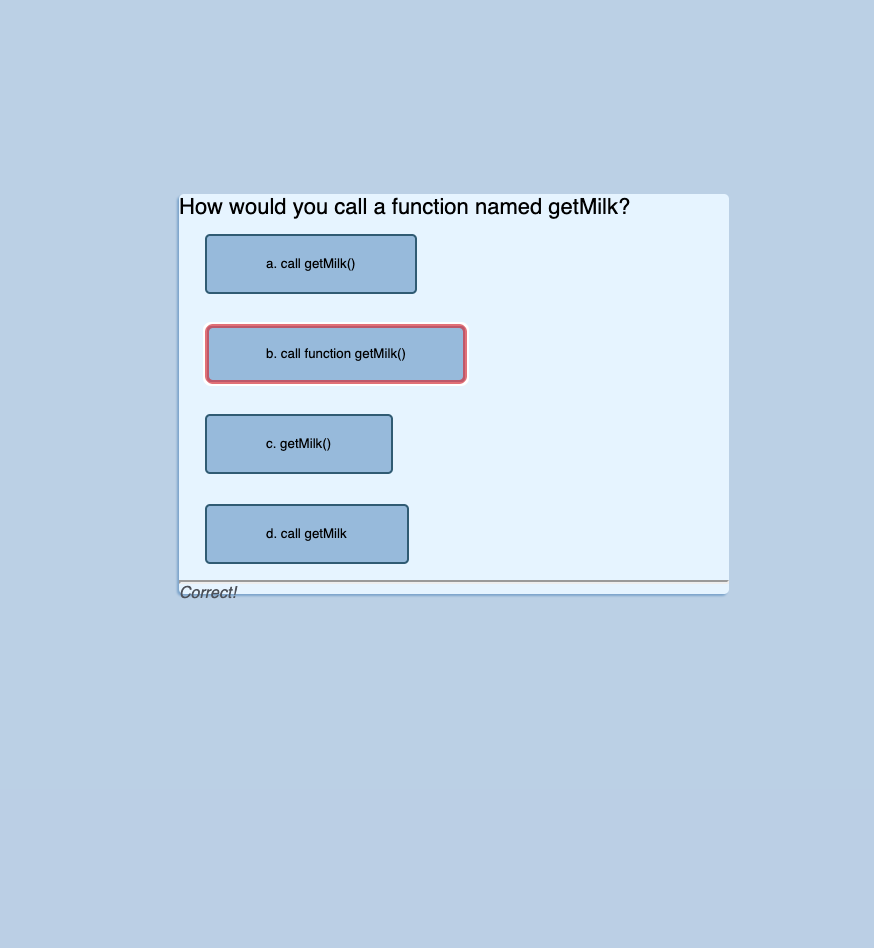 How would you call a function named getMilk?
a. call getMilk()
b. call function getMilk()
c. getMilk()
d. call getMilk
Correct!